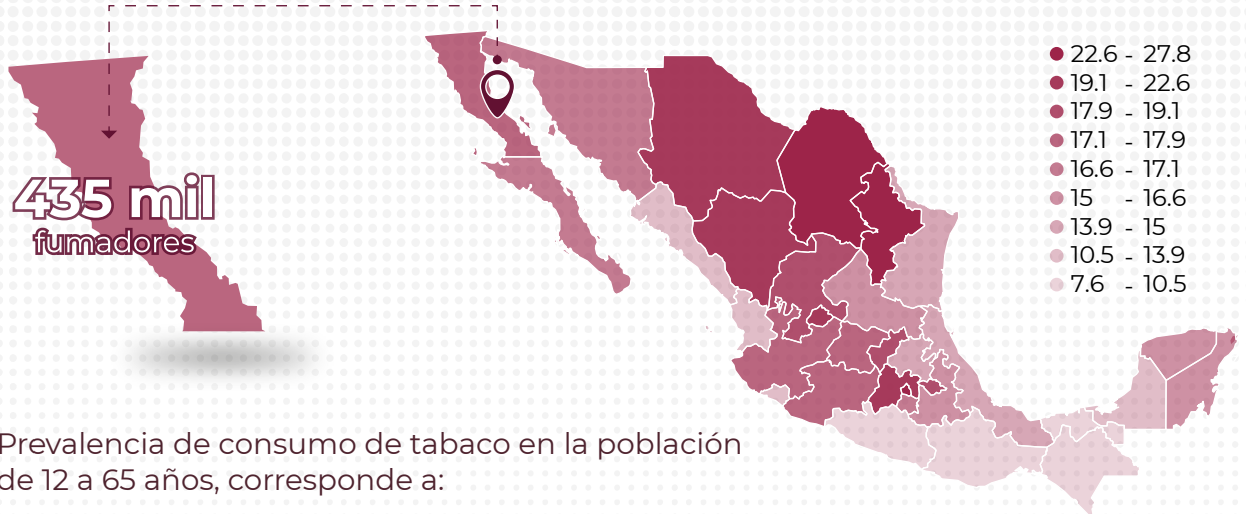 435 mil
fumadores
22.6 - 27.8
19.1 - 22.6
17.9 - 19.1
17.1 - 17.9
16.6 - 17.1
15 - 16.6
13.9 - 15
10.5 - 13.9
7.6 - 10.5
Prevalencia de consumo de tabaco en la población
de 12 a 65 años, corresponde a: